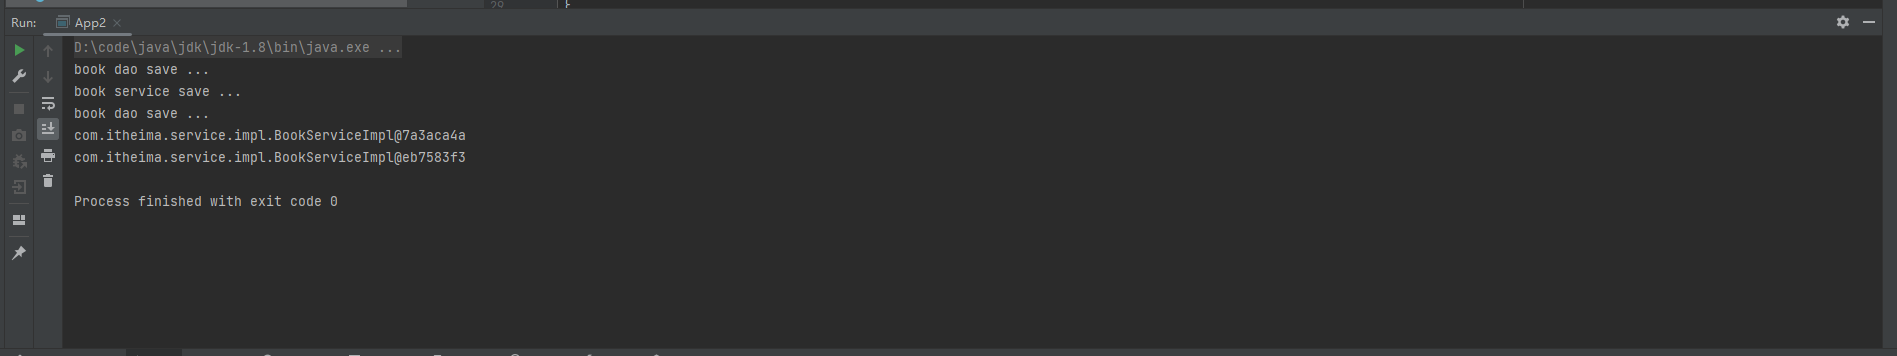 29
}
Run: App2
D:\code\java\jdk\jdk-1.8\bin\java.exe ...
book dao save ...
book service save ...
book dao save ...
com.itheima.service.impl.BookServiceImpl@7a3aca4a
com.itheima.service.impl.BookServiceImpl@eb7583f3
Process finished with exit code 0